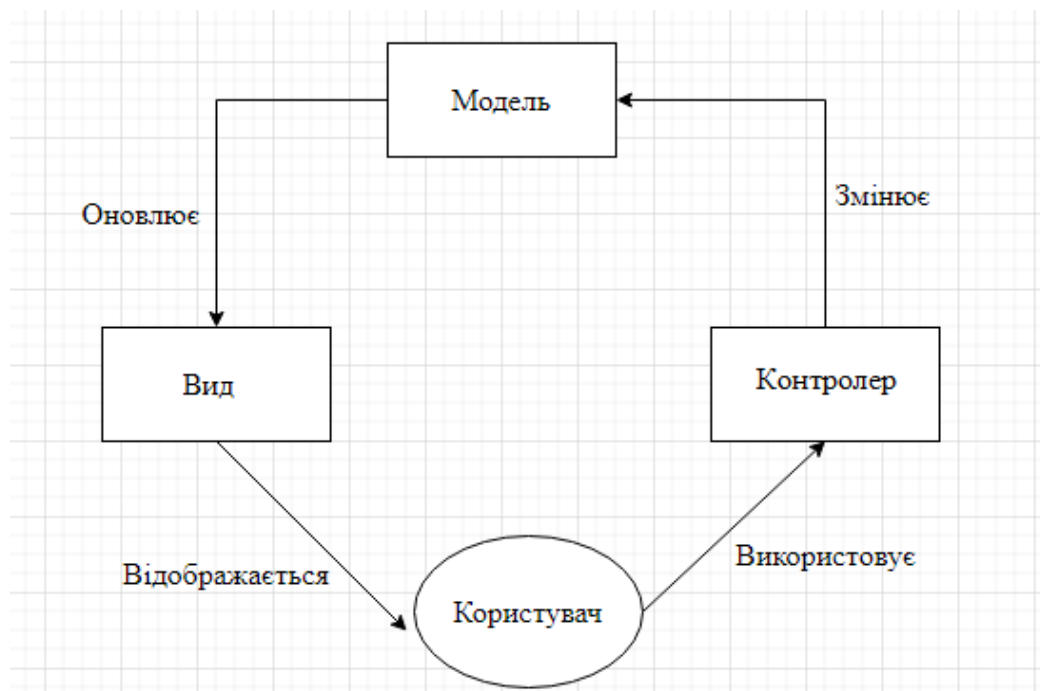 Модель
Змінює
Оновлює
Вид
Контролер
Використовує
Відображається
Користувач